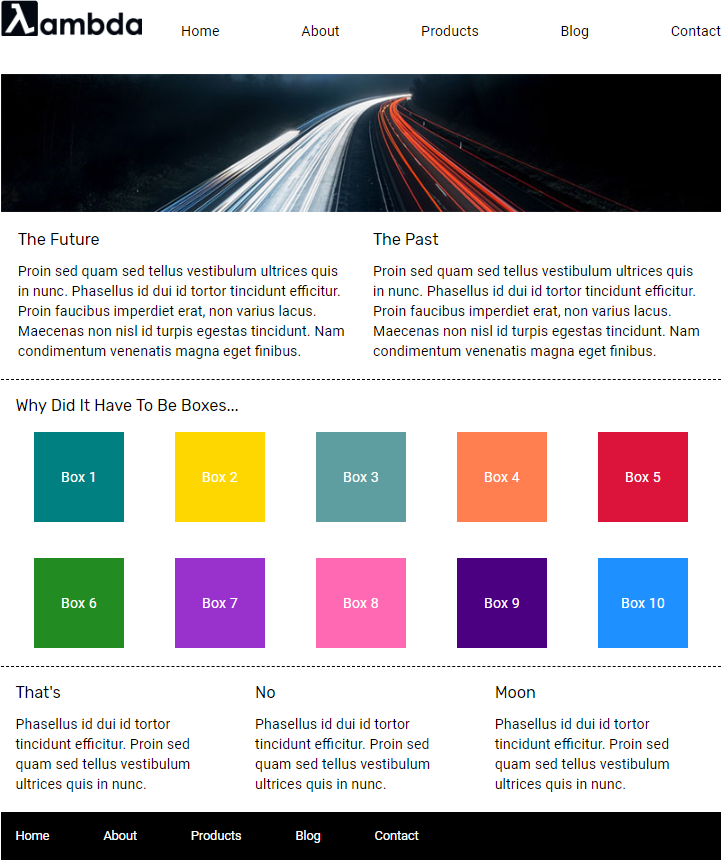 λambda
Home About Products Blog Contact
The Future
Proin sed quam sed tellus vestibulum ultrices quis
in nunc. Phasellus id dui id tortor tincidunt efficitur.
Proin faucibus imperdiet erat, non varius lacus.
Maecenas non nisl id turpis egestas tincidunt. Nam
condimentum venenatis magna eget finibus.
The Past
Proin sed quam sed tellus vestibulum ultrices quis
in nunc. Phasellus id dui id tortor tincidunt efficitur.
Proin faucibus imperdiet erat, non varius lacus.
Maecenas non nisl id turpis egestas tincidunt. Nam
condimentum venenatis magna eget finibus.
Why Did It Have To Be Boxes...
Box 1 Box 2 Box 3 Box 4 Box 5
Box 6 Box 7 Box 8 Box 9 Box 10
That's
Phasellus id dui id tortor
tincidunt efficitur. Proin sed
quam sed tellus vestibulum
ultrices quis in nunc.
No
Phasellus id dui id tortor
tincidunt efficitur. Proin sed
quam sed tellus vestibulum
ultrices quis in nunc.
Moon
Phasellus id dui id tortor
tincidunt efficitur. Proin sed
quam sed tellus vestibulum
ultrices quis in nunc.
Home About Products Blog Contact